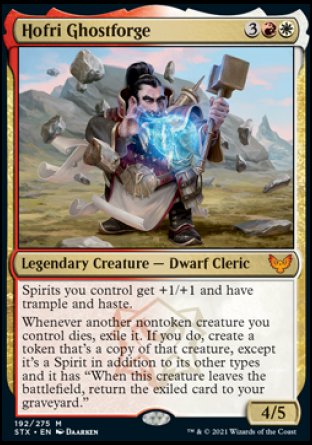 Hofri Ghostforge 3
Legendary Creature — Dwarf Cleric
Spirits you control get +1/+1 and have
trample and haste.
Whenever another nontoken creature you
control dies, exile it. If you do, create a
token that's a copy of that creature, except
it's a Spirit in addition to its other types
and it has “When this creature leaves the
battlefield, return the exiled card to your
graveyard.”
4/5
192/275 M
STX • EN DAARKEN
™ & © 2021 Wizards of the Coast